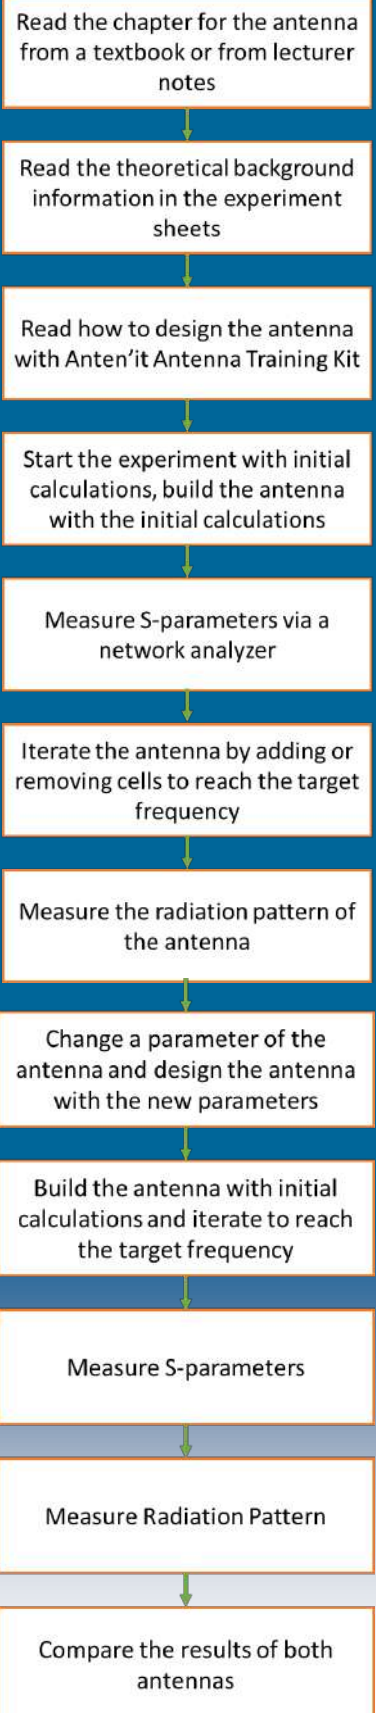 Read the chapter for the antenna
from a textbook or from lecturer
notes
Read the theoretical background
information in the experiment
sheets
Read how to design the antenna
with Anten’it Antenna Training Kit
Start the experiment with initial
calculations, build the antenna
with the initial calculations
Measure S-parameters via a
network analyzer
Iterate the antenna by adding or
removing cells to reach the target
frequency
Measure the radiation pattern of
the antenna
Change a parameter of the
antenna and design the antenna
with the new parameters
Build the antenna with initial
calculations and iterate to reach
the target frequency
Measure S-parameters
Measure Radiation Pattern
Compare the results of both
antennas